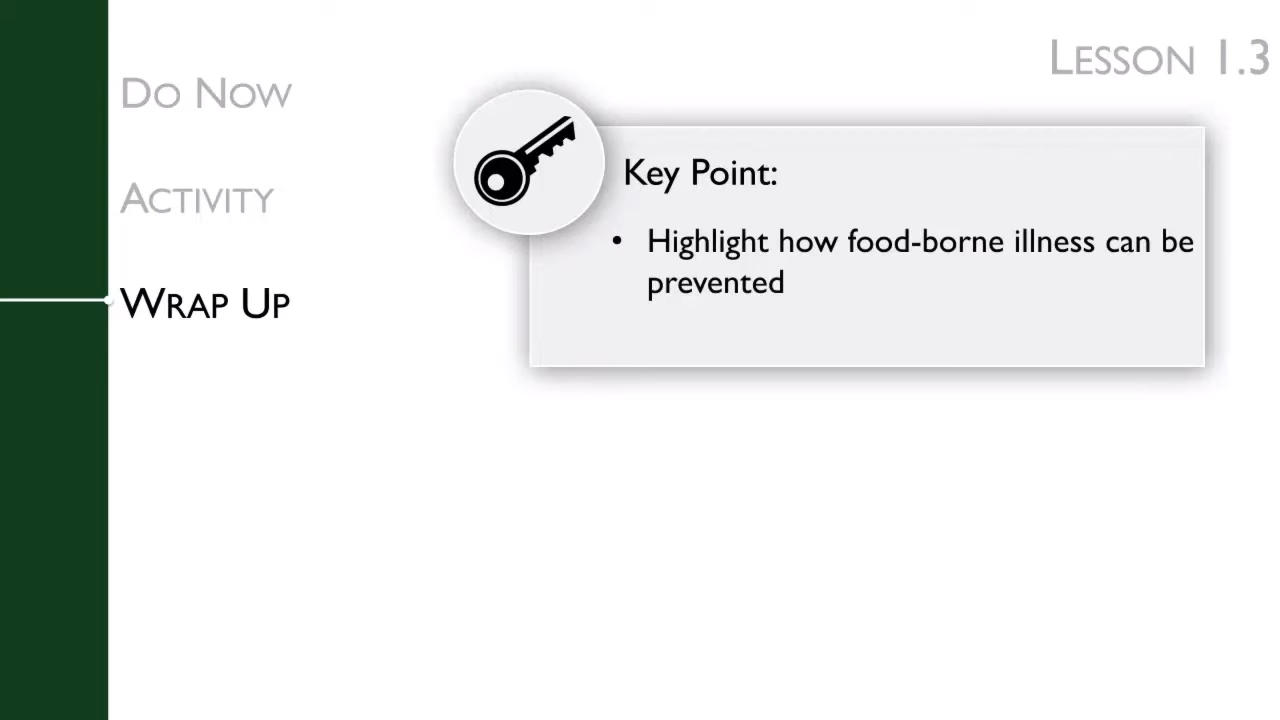 LESSON 1.3
DO NOW
ACTIVITY
WRAP UP
Key Point:
• Highlight how food-borne illness can be
prevented